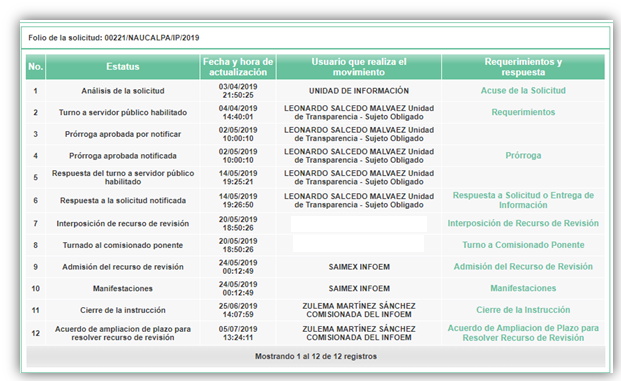 Folio de la solicitud: 00221/NAUCALPA/IP/2019
No. Estatus Fecha y hora de actualización Usuario que realiza el movimiento Requerimientos y respuesta
1 Análisis de la solicitud 03/04/2019 21:50:25 UNIDAD DE INFORMACIÓN Acuse de la Solicitud
2 Turno a servidor público habilitado 04/04/2019 14:40:01 LEONARDO SALCEDO MALVAEZ Unidad de Transparencia - Sujeto Obligado Requerimientos
3 Prórroga aprobada por notificar 02/05/2019 10:00:10 LEONARDO SALCEDO MALVAEZ Unidad de Transparencia - Sujeto Obligado
4 Prórroga aprobada notificada 02/05/2019 10:00:10 LEONARDO SALCEDO MALVAEZ Unidad de Transparencia - Sujeto Obligado Prórroga
5 Respuesta del turno a servidor público habilitado 14/05/2019 19:25:21 LEONARDO SALCEDO MALVAEZ Unidad de Transparencia - Sujeto Obligado
6 Respuesta a la solicitud notificada 14/05/2019 19:26:50 LEONARDO SALCEDO MALVAEZ Unidad de Transparencia - Sujeto Obligado Respuesta a Solicitud o Entrega de Información
7 Interposición de recurso de revisión 20/05/2019 18:50:26 Interposición de Recurso de Revisión
8 Turnado al comisionado ponente 20/05/2019 18:50:26 Turno a Comisionado Ponente
9 Admisión del recurso de revisión 24/05/2019 00:12:49 SAIMEX INFOEM Admisión del Recurso de Revisión
10 Manifestaciones 24/05/2019 00:12:49 SAIMEX INFOEM Manifestaciones
11 Cierre de la instrucción 25/06/2019 14:07:59 ZULEMA MARTÍNEZ SÁNCHEZ COMISIONADA DEL INFOEM Cierre de la Instrucción
12 Acuerdo de ampliacion de plazo para resolver recurso de revisión 05/07/2019 13:24:11 ZULEMA MARTÍNEZ SÁNCHEZ COMISIONADA DEL INFOEM Acuerdo de Ampliacion de Plazo para Resolver Recurso de Revisión
Mostrando 1 al 12 de 12 registros